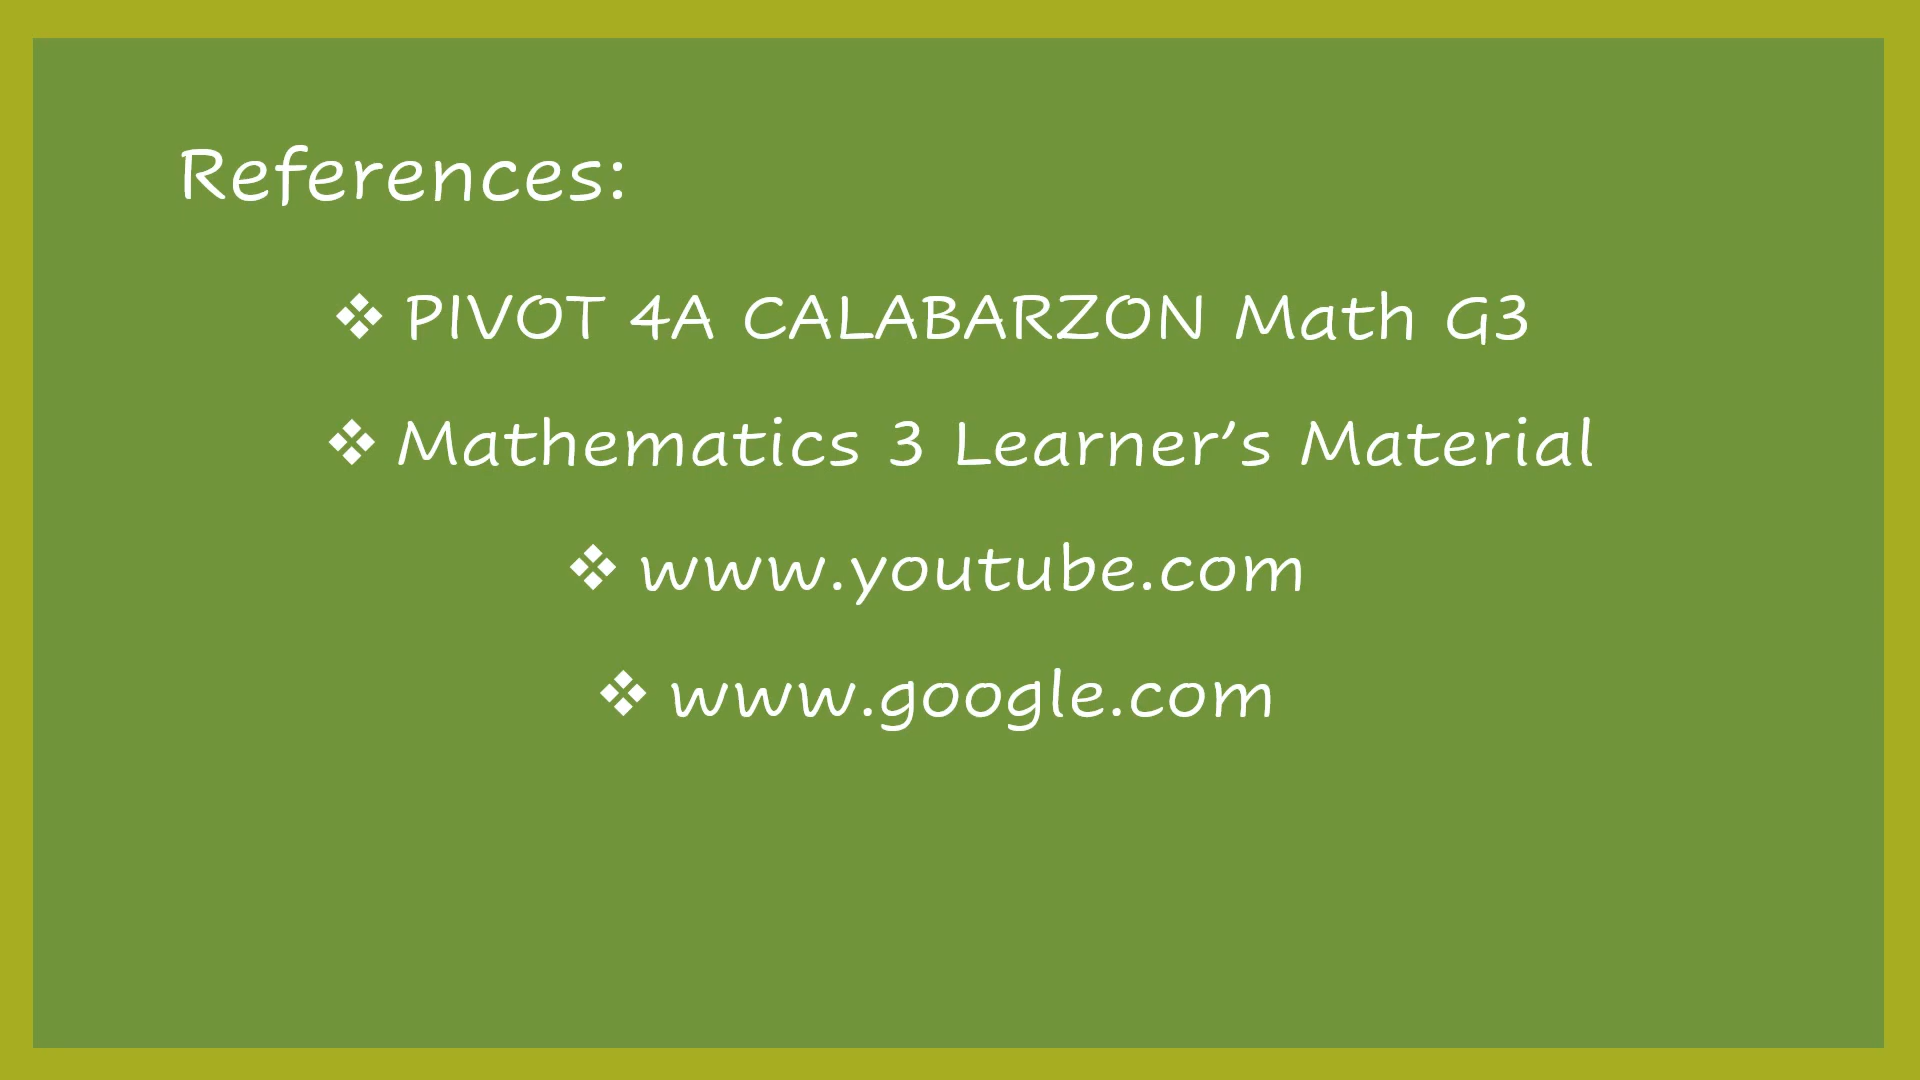 References:
❖ PIVOT 4A CALABARZON Math G3
❖ Mathematics 3 Learner’s Material
❖ www.youtube.com
❖ www.google.com